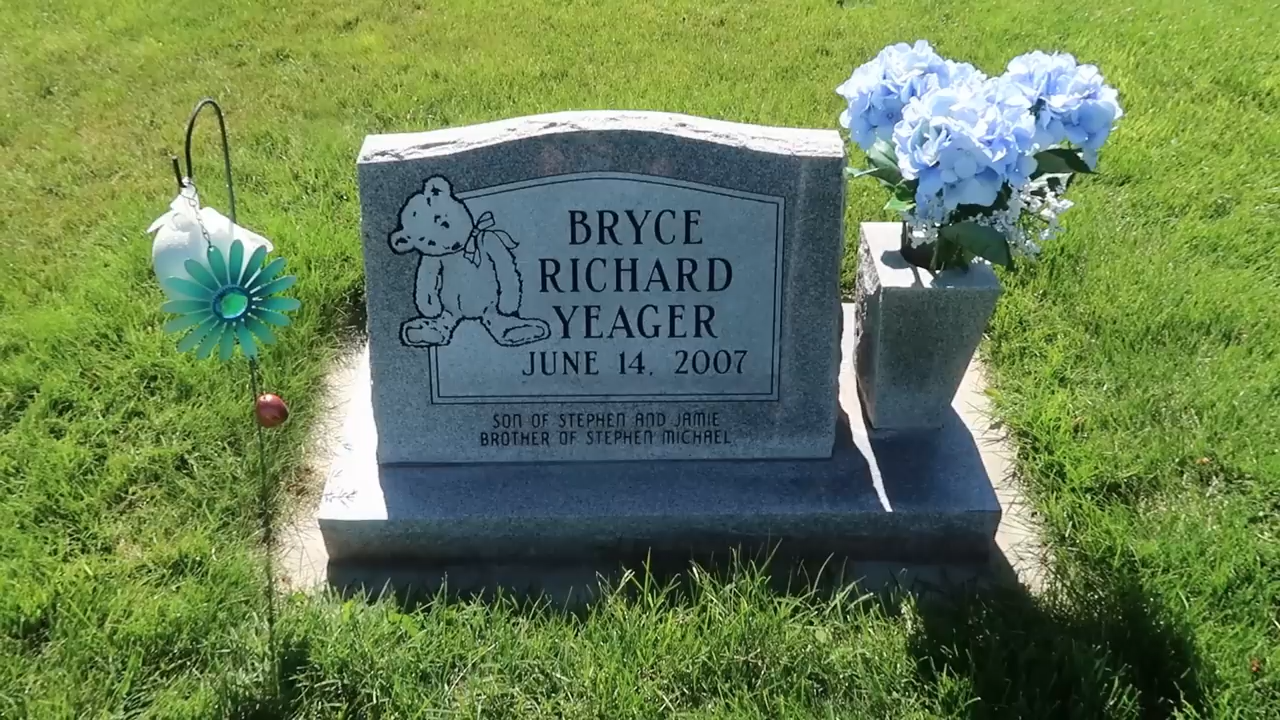 BRYCE
RICHARD
YEAGER
JUNE 14, 2007
SON OF STEPHEN AND JAMIE
BROTHER OF STEPHEN MICHAEL